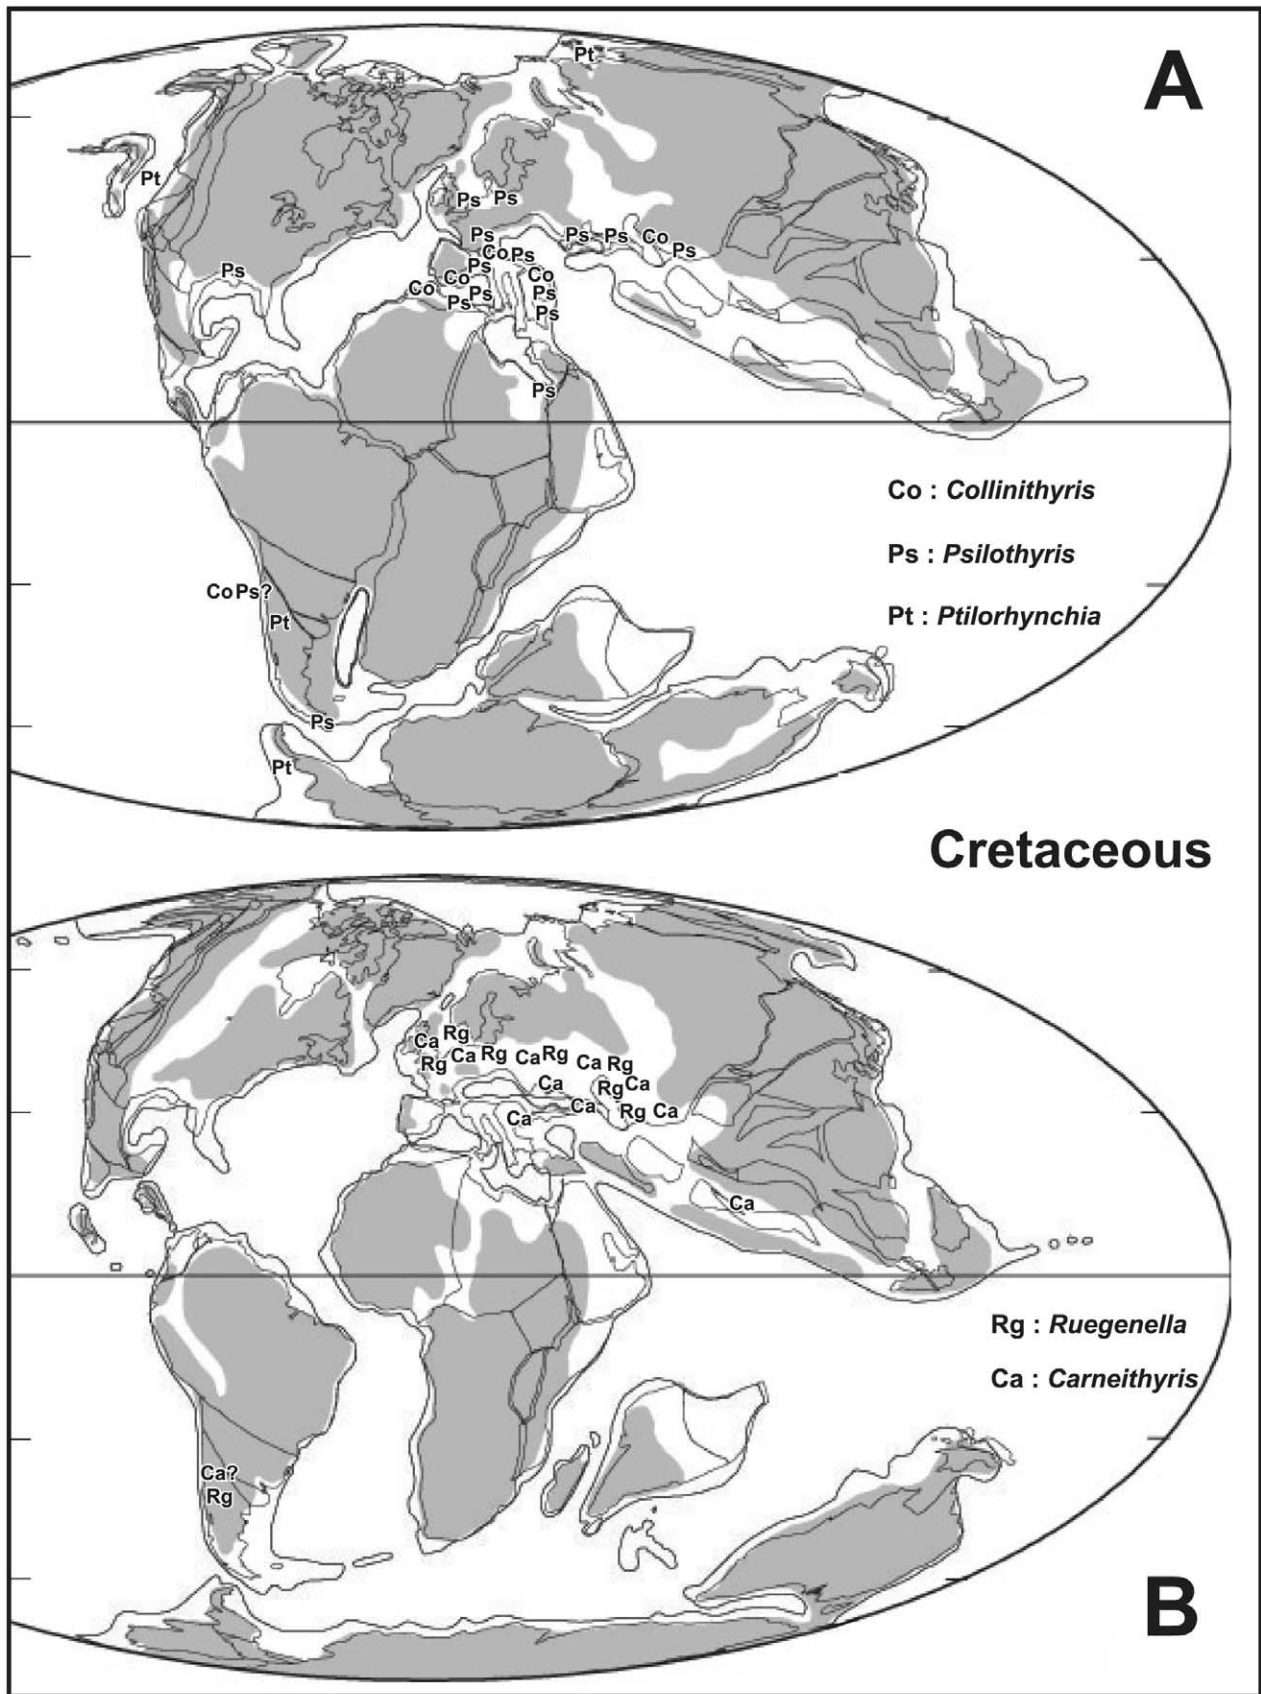 A
Pt
Pt
Ps Ps
Ps
Ps Ps Co
Ps
Co Ps
Ps
Ps
Co
Co
Co
Ps
Ps
Ps
Ps
Ps
Co : Collinithyris
Ps : Psilothyris
Pt : Ptilorhynchia
Co Ps?
Pt
Ps
Pt
Cretaceous
Rg
Ca
Ca Rg Ca Rg
Rg
Ca Rg
Ca
Rg Ca
Ca
Rg Ca
Ca
Ca
Rg : Ruegenella
Ca : Carneithyris
Ca?
Rg
B